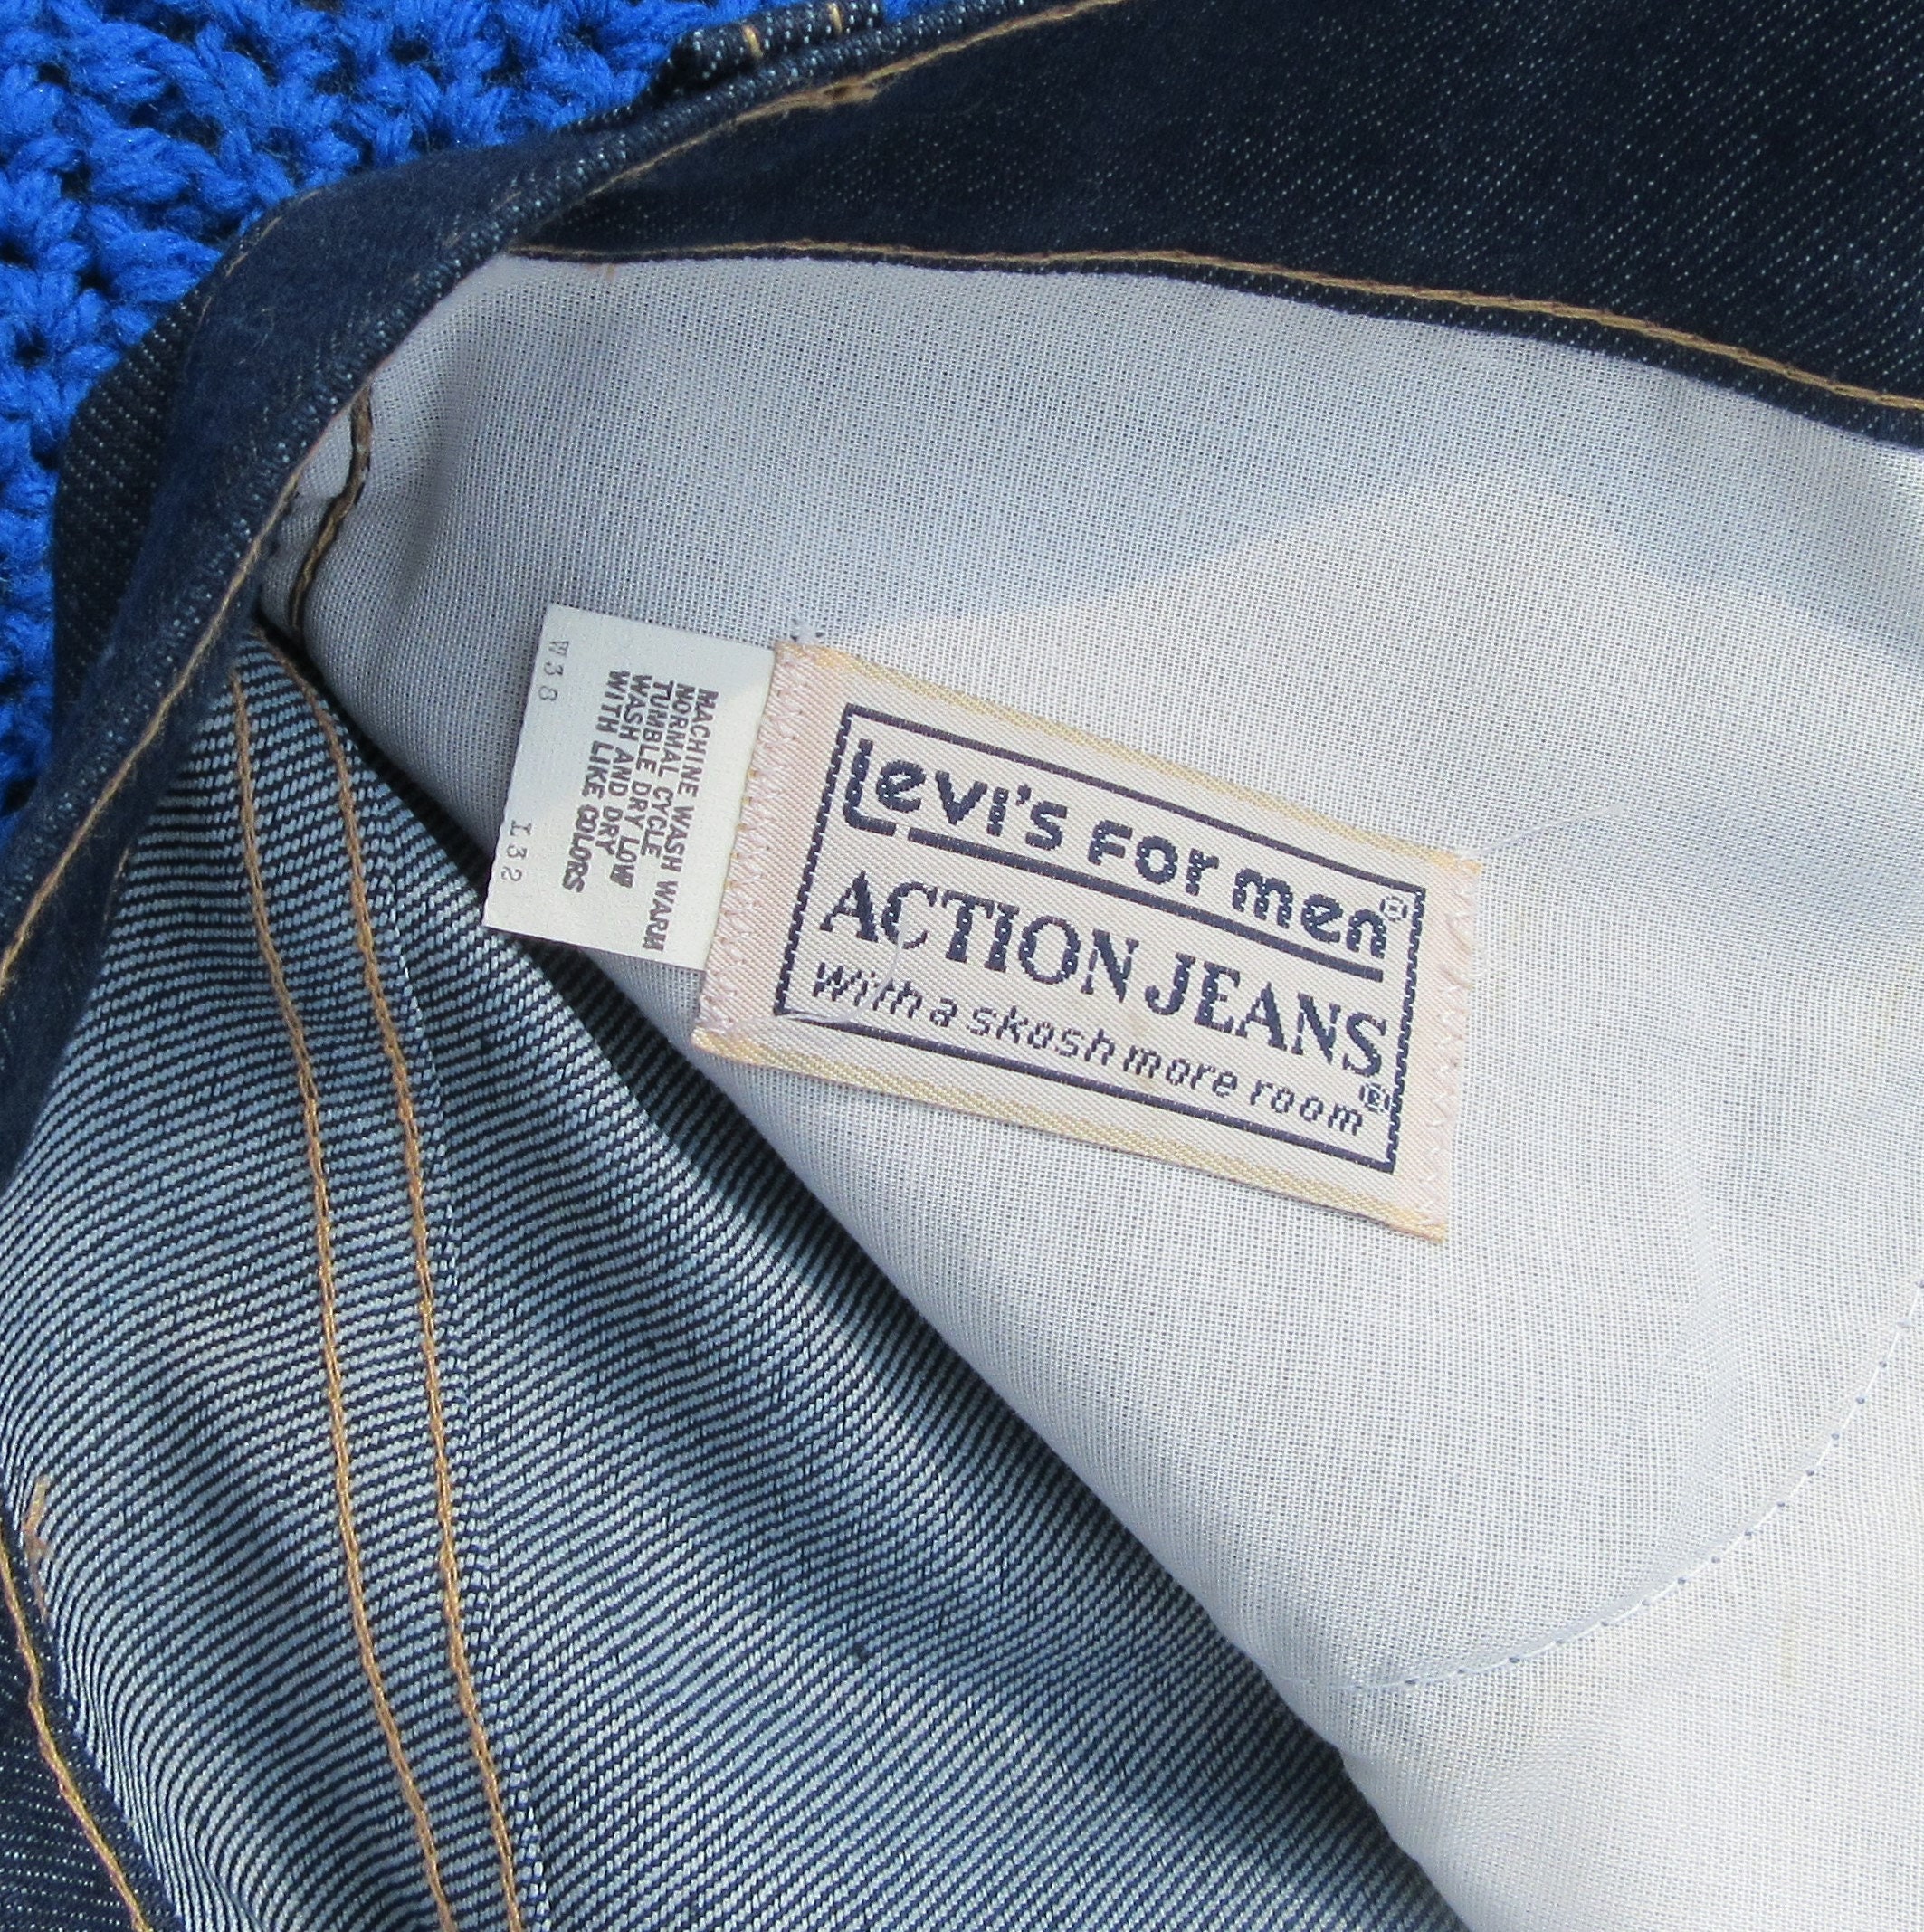 Levi's for men®
ACTION JEANS
With a skosh more room®
MACHINE WASH WARM
NORMAL CYCLE
TUMBLE DRY LOW
WASH AND DRY
WITH LIKE COLORS
W38 L32